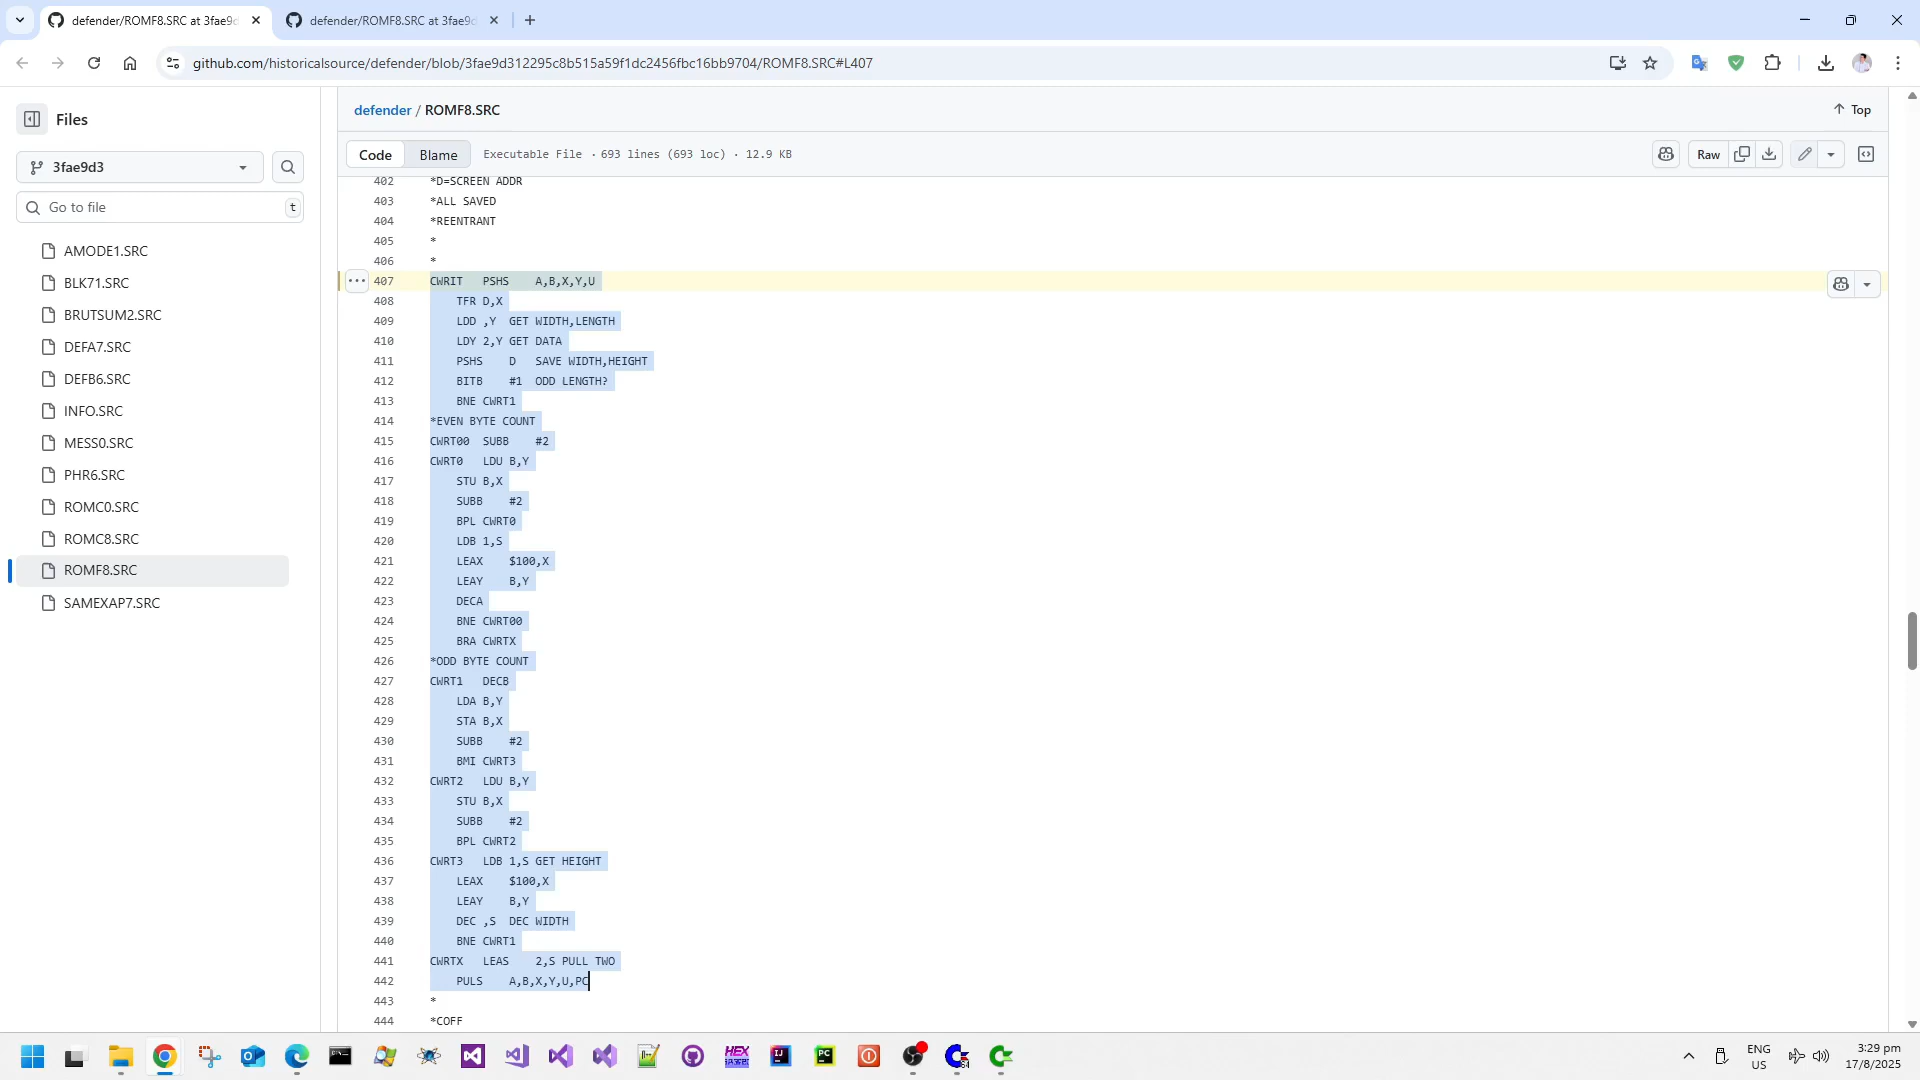 defender/ROMF8.SRC at 3fae9d
defender/ROMF8.SRC at 3fae9d
github.com/historicalsource/defender/blob/3fae9d312295c8b515a59f1dc2456fbc16bb9704/ROMF8.SRC#L407
Files
3fae9d3
Go to file
t
AMODE1.SRC
BLK71.SRC
BRUTSUM2.SRC
DEFA7.SRC
DEFB6.SRC
INFO.SRC
MESS0.SRC
PHR6.SRC
ROMC0.SRC
ROMC8.SRC
ROMF8.SRC
SAMEXAP7.SRC
defender / ROMF8.SRC
Top
Code
Blame
Executable File · 693 lines (693 loc) · 12.9 KB
Raw
402 *D=SCREEN ADDR
403 *ALL SAVED
404 *REENTRANT
405 *
406 *
407 CWRIT PSHS A,B,X,Y,U
408 TFR D,X
409 LDD ,Y GET WIDTH,LENGTH
410 LDY 2,Y GET DATA
411 PSHS D SAVE WIDTH,HEIGHT
412 BITB #1 ODD LENGTH?
413 BNE CWRT1
414 *EVEN BYTE COUNT
415 CWRT00 SUBB #2
416 CWRT0 LDU B,Y
417 STU B,X
418 SUBB #2
419 BPL CWRT0
420 LDB 1,S
421 LEAX $100,X
422 LEAY B,Y
423 DECA
424 BNE CWRT00
425 BRA CWRTX
426 *ODD BYTE COUNT
427 CWRT1 DECB
428 LDA B,Y
429 STA B,X
430 SUBB #2
431 BMI CWRT3
432 CWRT2 LDU B,Y
433 STU B,X
434 SUBB #2
435 BPL CWRT2
436 CWRT3 LDB 1,S GET HEIGHT
437 LEAX $100,X
438 LEAY B,Y
439 DEC ,S DEC WIDTH
440 BNE CWRT1
441 CWRTX LEAS 2,S PULL TWO
442 PULS A,B,X,Y,U,PC
443 *
444 *COFF
HEX
IJ
PC
64
ENG
US
3:29 pm
17/8/2025